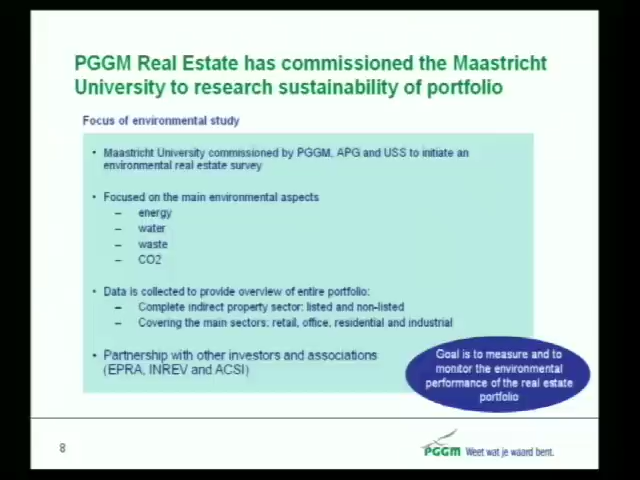 PGGM Real Estate has commissioned the Maastricht
University to research sustainability of portfolio
Focus of environmental study
• Maastricht University commissioned by PGGM, APG and USS to initiate an
environmental real estate survey
• Focused on the main environmental aspects
– energy
– water
– waste
– CO2
• Data is collected to provide overview of entire portfolio:
– Complete indirect property sector: listed and non-listed
– Covering the main sectors: retail, office, residential and industrial
• Partnership with other investors and associations
(EPRA, INREV and ACSI)
Goal is to measure and to
monitor the environmental
performance of the real estate
portfolio
8
PGGM Weet wat je waard bent.